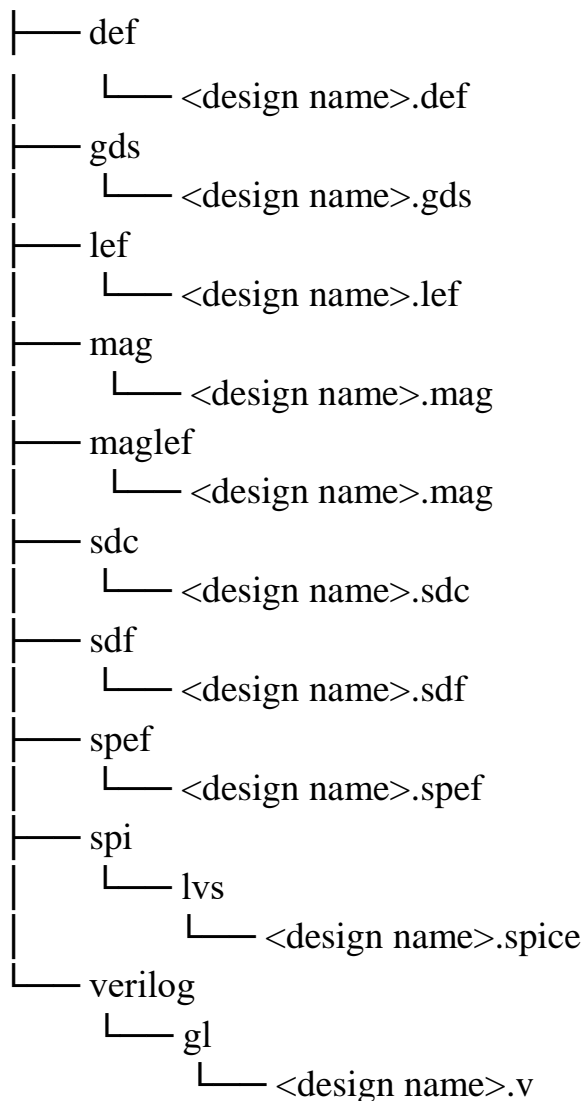 def
<design name>.def
gds
<design name>.gds
lef
<design name>.lef
mag
<design name>.mag
maglef
<design name>.mag
sdc
<design name>.sdc
sdf
<design name>.sdf
spef
<design name>.spef
spi
lvs
<design name>.spice
verilog
gl
<design name>.v